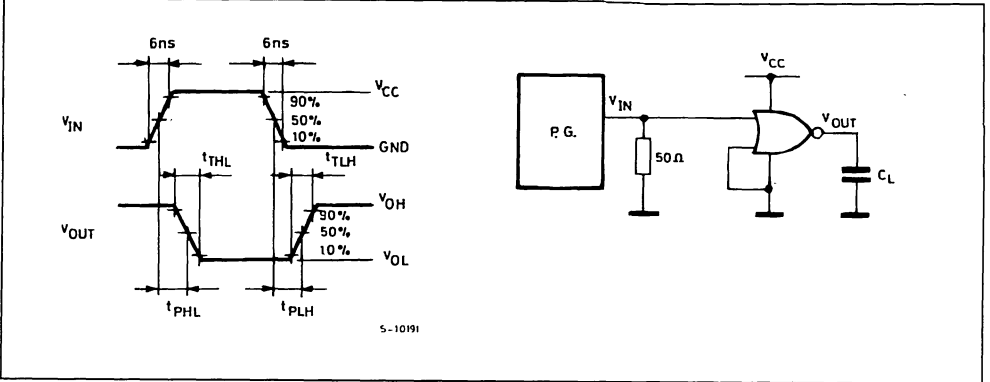 6ns
6ns
VCC
90%
50%
10%
VIN
GND
tTHL
tTLH
VOH
90%
50%
10%
VOUT
VOL
tPHL
tPLH
S-10191
VCC
VIN
P.G.
50Ω
VOUT
CL